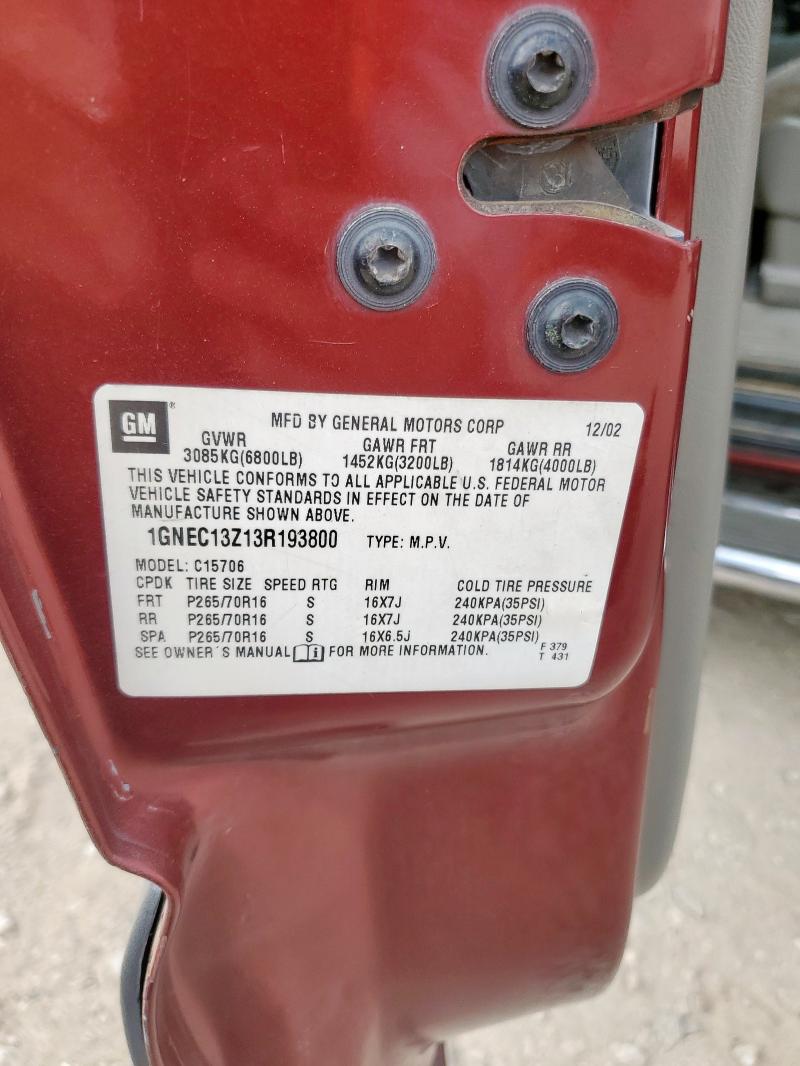 GM ® MFD BY GENERAL MOTORS CORP 12/02
GVWR GAWR FRT GAWR RR
3085KG(6800LB) 1452KG(3200LB) 1814KG(4000LB)
THIS VEHICLE CONFORMS TO ALL APPLICABLE U.S. FEDERAL MOTOR
VEHICLE SAFETY STANDARDS IN EFFECT ON THE DATE OF
MANUFACTURE SHOWN ABOVE.
1GNEC13Z13R193800 TYPE: M.P.V.
MODEL: C15706
CPDK TIRE SIZE SPEED RTG RIM COLD TIRE PRESSURE
FRT P265/70R16 S 16X7J 240KPA(35PSI)
RR P265/70R16 S 16X7J 240KPA(35PSI)
SPA P265/70R16 S 16X6.5J 240KPA(35PSI)
SEE OWNER'S MANUAL i FOR MORE INFORMATION. F 379
T 431